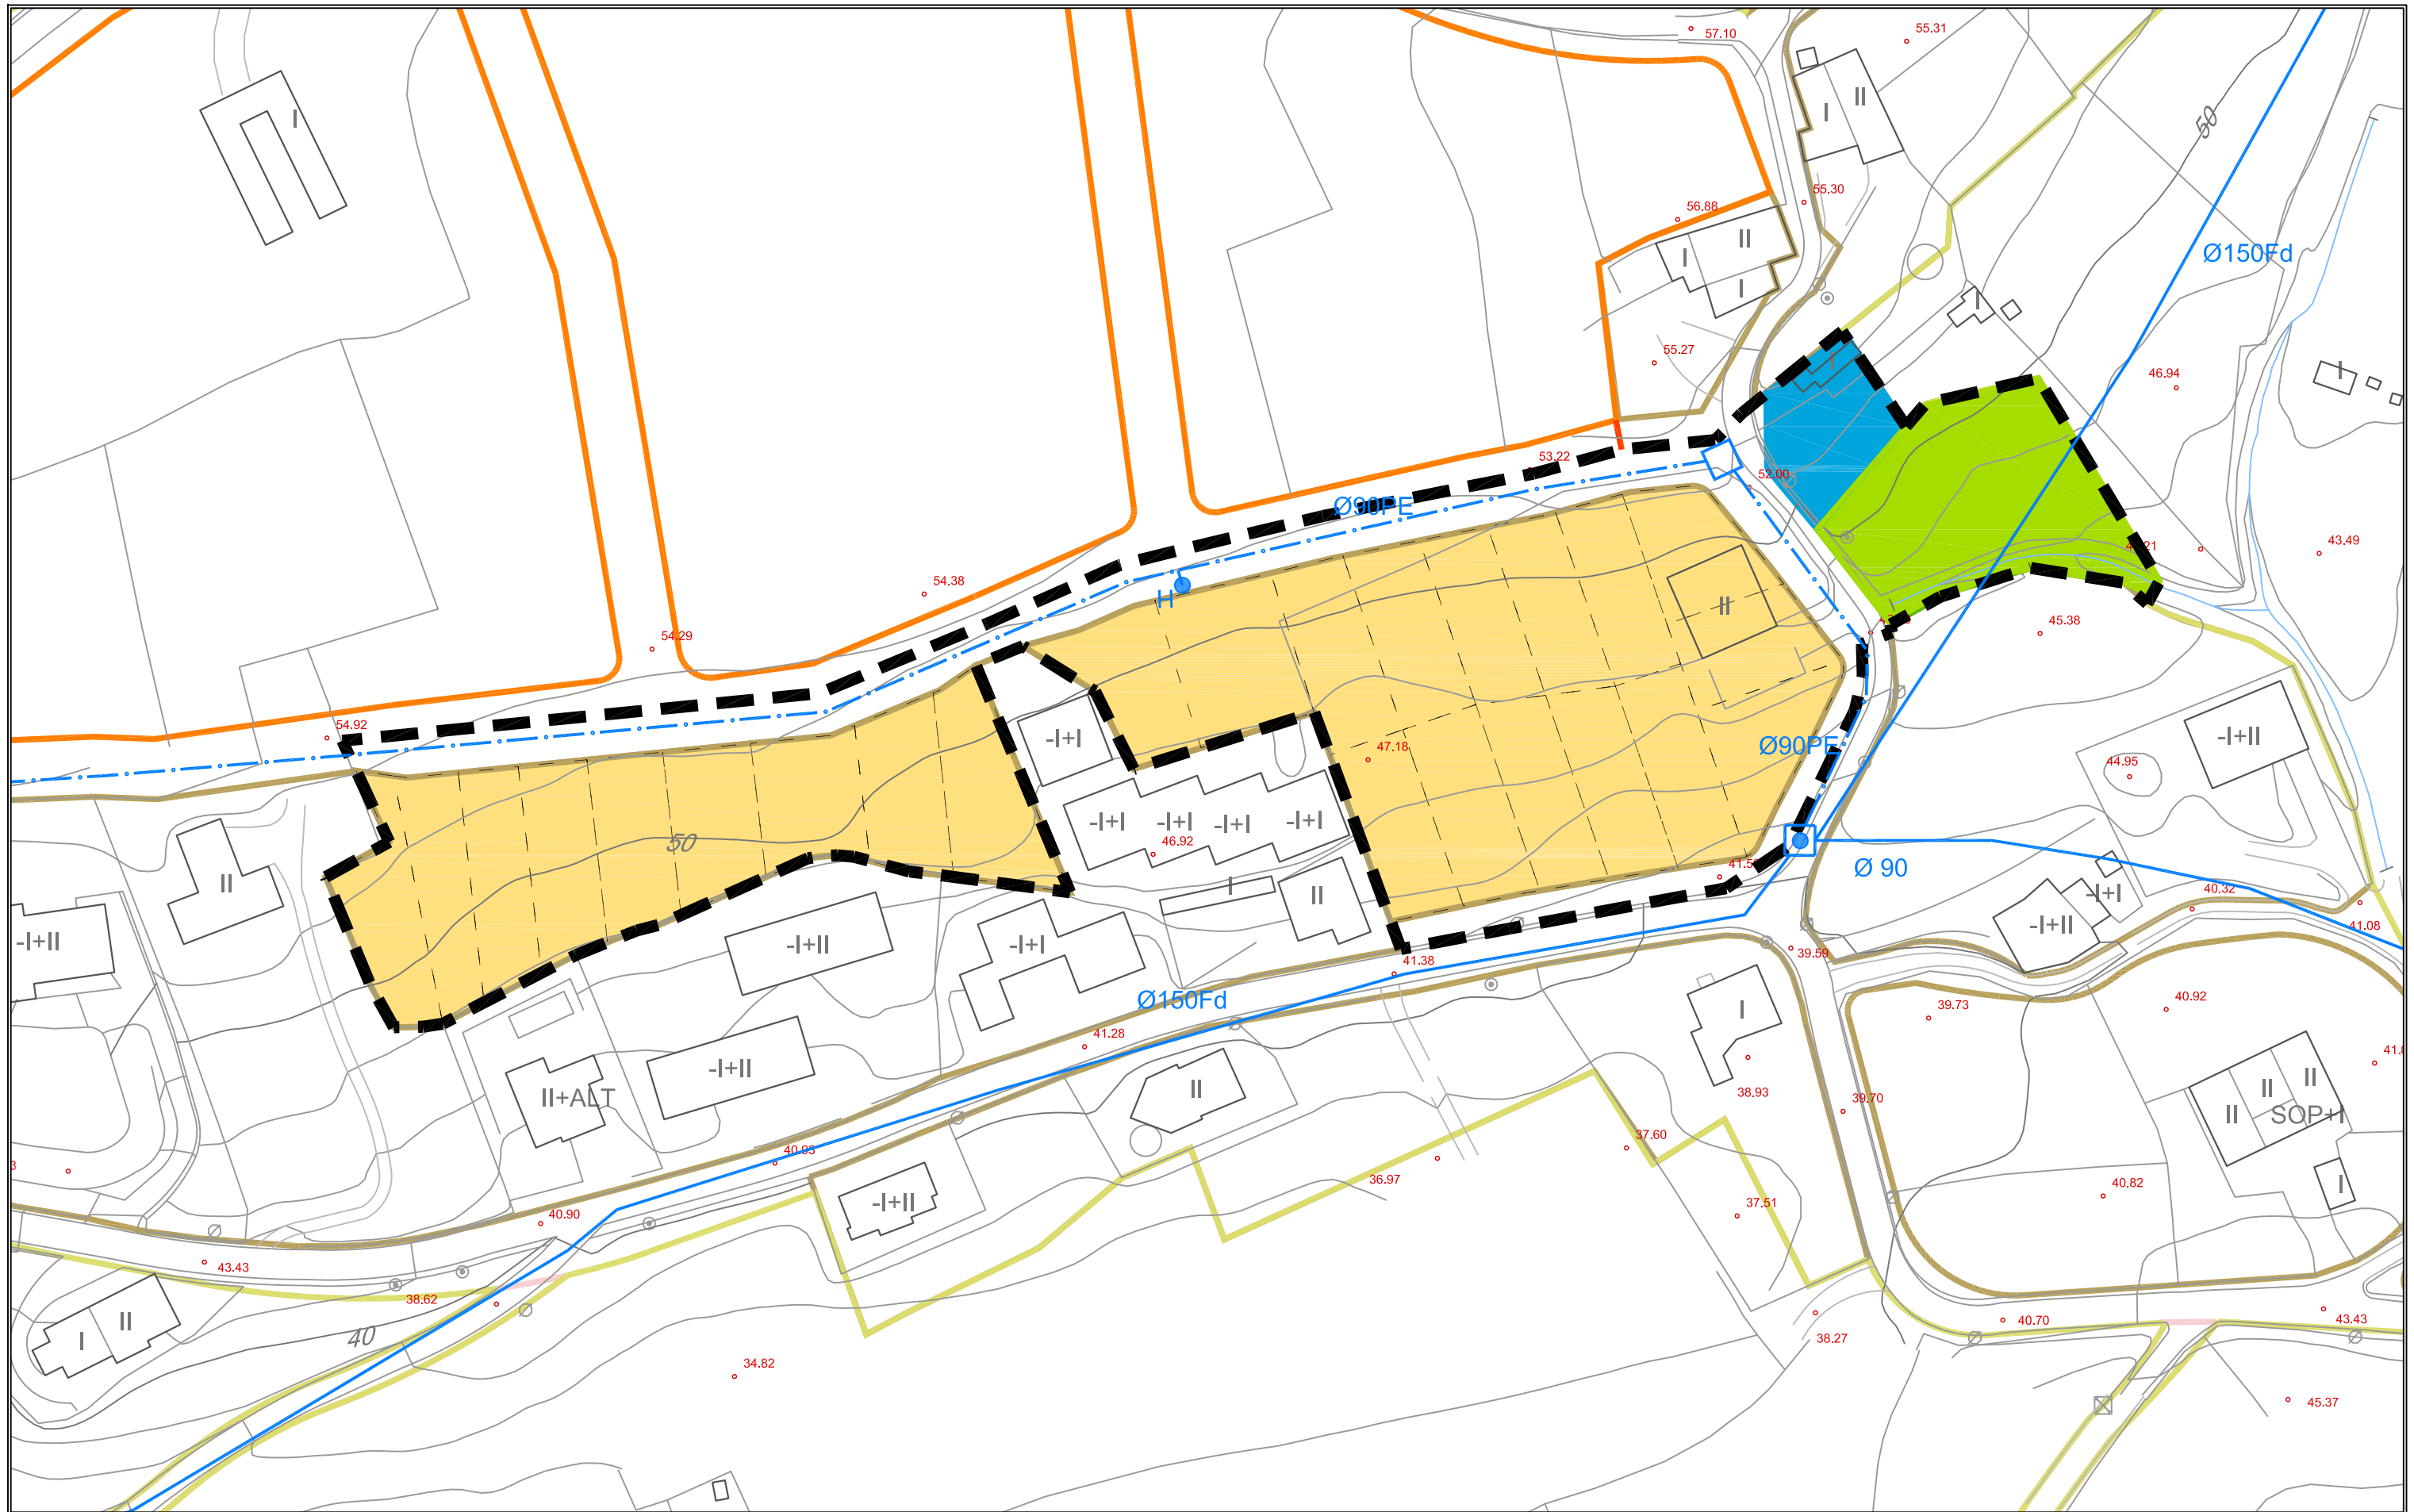 57.10
55.31
I
II
I
50
55.30
56.88
II
I
I
Ø150Fd
I
55.27
46.94
I
53.22
52.00
Ø90PE
43.49
54.38
H
II
45.38
54.29
54.92
-I+I
47.18
Ø90PE
-I+II
44.95
50
-I+I
-I+I
-I+I
-I+I
46.92
Ø 90
II
I
II
40.32
-I+I
-I+II
41.08
-I+II
-I+II
-I+I
39.59
41.38
Ø150Fd
I
39.73
40.92
41.28
-I+II
II
II+ALT
38.93
39.70
II
II
II
SOP+I
40.93
37.60
36.97
I
40.82
-I+II
37.51
40.90
43.43
38.62
40
II
I
38.27
40.70
43.43
34.82
45.37